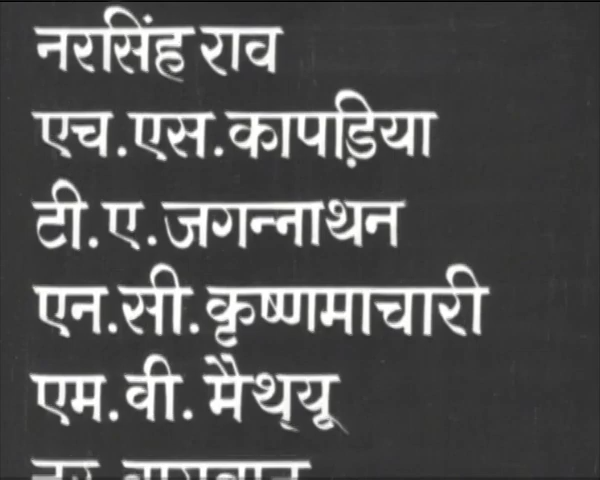 नरसिंह राव
एच.एस.कापड़िया
टी.ए.जगन्नाथन
एन.सी.कृष्णमाचारी
एम.वी. मैथ्यू